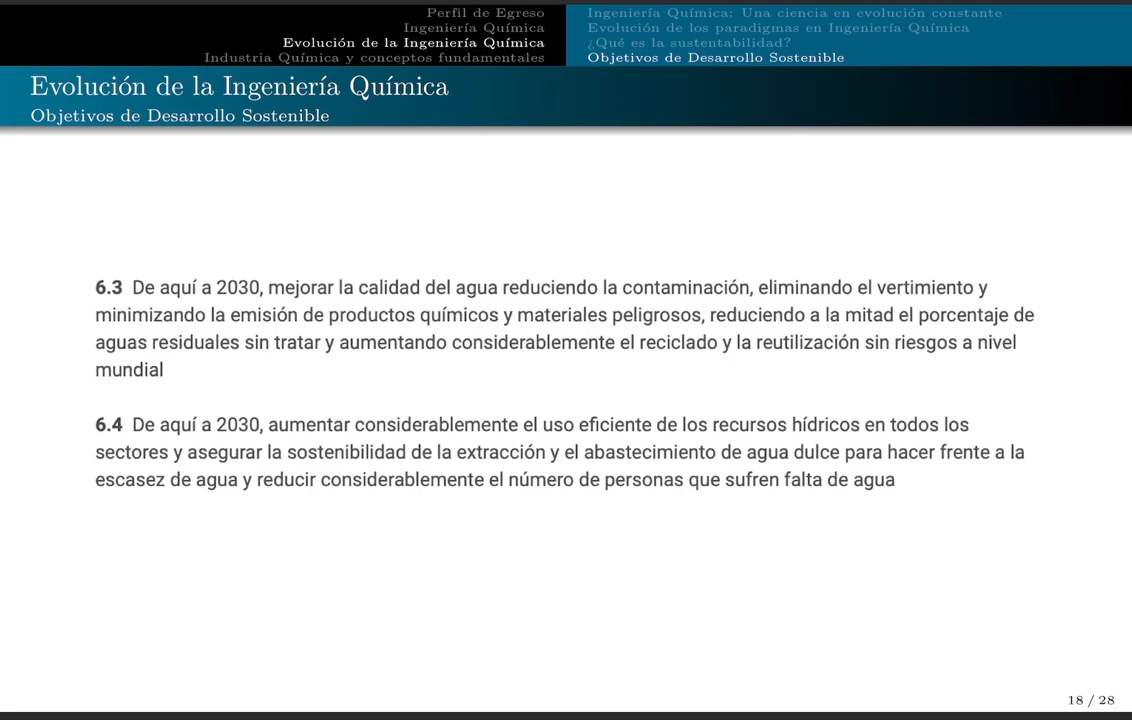 Perfil de Egreso
Ingeniería Química
Evolución de la Ingeniería Química
Industria Química y conceptos fundamentales
Ingeniería Química: Una ciencia en evolución constante
Evolución de los paradigmas en Ingeniería Química
¿Qué es la sustentabilidad?
Objetivos de Desarrollo Sostenible
Evolución de la Ingeniería Química
Objetivos de Desarrollo Sostenible
6.3 De aquí a 2030, mejorar la calidad del agua reduciendo la contaminación, eliminando el vertimiento y
minimizando la emisión de productos químicos y materiales peligrosos, reduciendo a la mitad el porcentaje de
aguas residuales sin tratar y aumentando considerablemente el reciclado y la reutilización sin riesgos a nivel
mundial
6.4 De aquí a 2030, aumentar considerablemente el uso eficiente de los recursos hídricos en todos los
sectores y asegurar la sostenibilidad de la extracción y el abastecimiento de agua dulce para hacer frente a la
escasez de agua y reducir considerablemente el número de personas que sufren falta de agua
18 / 28